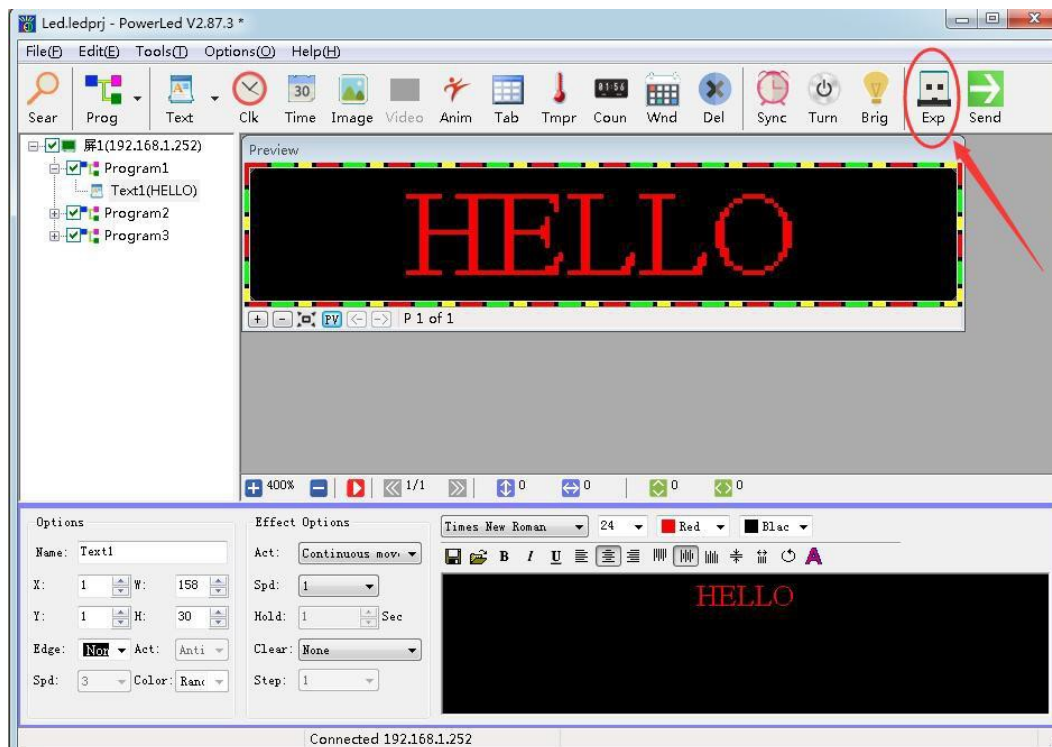 Led.ledprj - PowerLed V2.87.3 *
File(F) Edit(E) Tools(T) Options(O) Help(H)
30 01:56
Sear Prog Text Clk Time Image Video Anim Tab Tmpr Coun Wnd Del Sync Turn Brig Exp Send
屏1(192.168.1.252)
Program1
Text1(HELLO)
Program2
Program3
Preview
HELLO
+ - PV <- -> P 1 of 1
400% 1/1 0 0 0 0
Options
Name: Text1
X: 1 W: 158
Y: 1 H: 30
Edge: Non Act: Anti
Spd: 3 Color: Ranc
Effect Options
Act: Continuous mov
Spd: 1
Hold: 1 Sec
Clear: None
Step: 1
Times New Roman 24 Red Blac
B I U A
HELLO
Connected 192.168.1.252